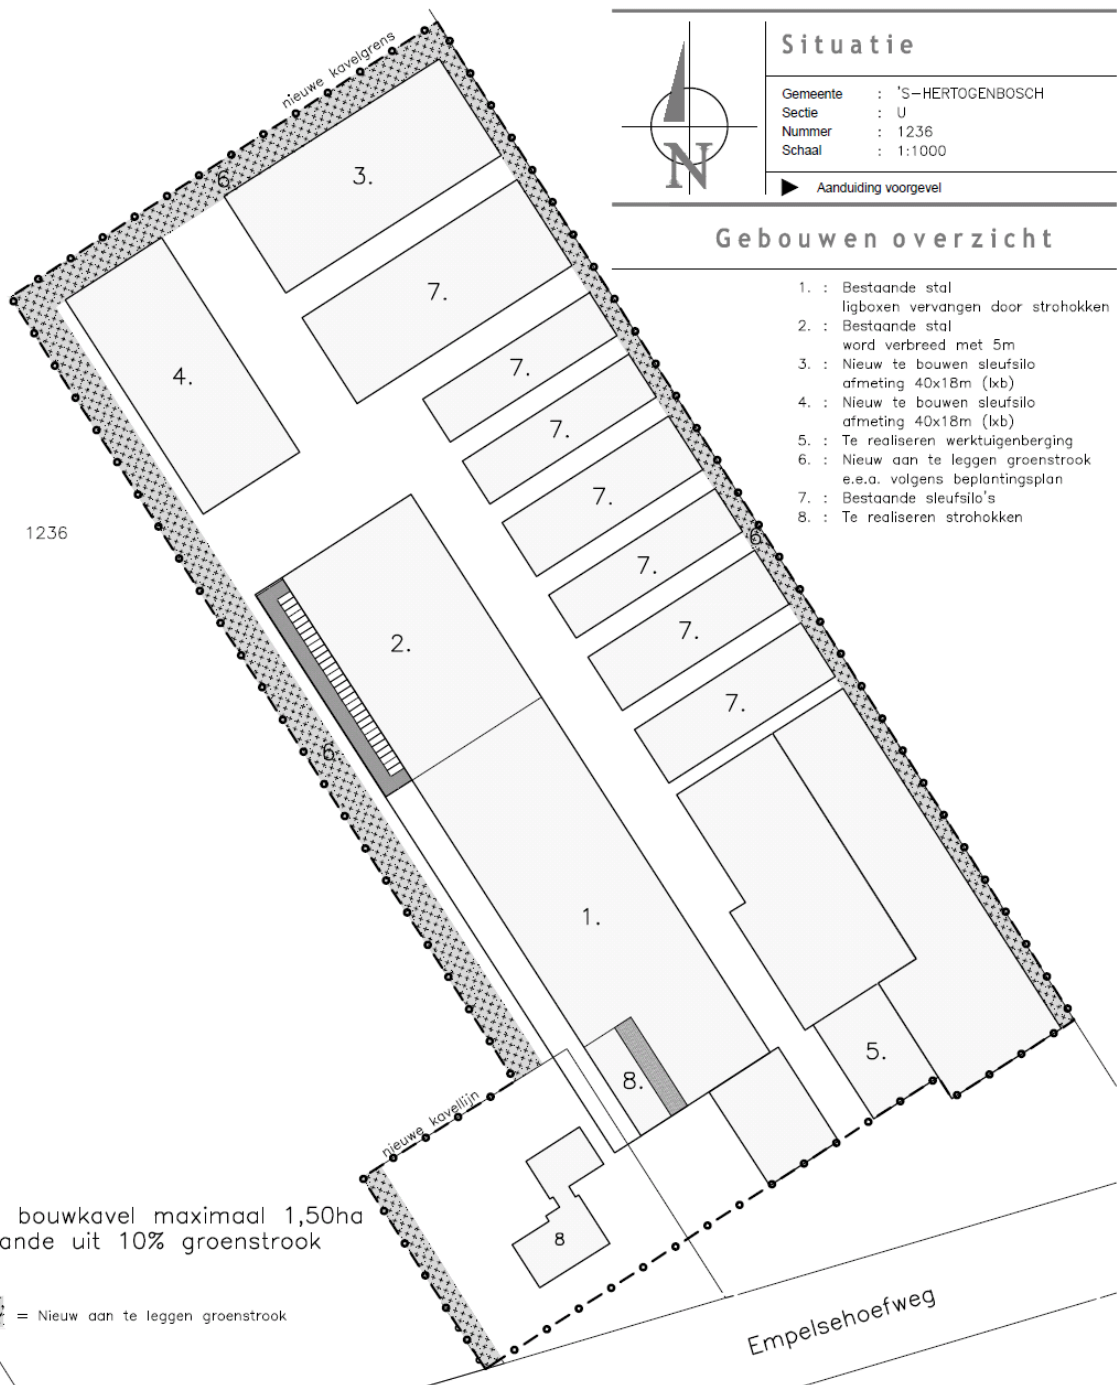 Situatie
Gemeente : 'S-HERTOGENBOSCH
Sectie : U
Nummer : 1236
Schaal : 1:1000
Aanduiding voorgevel
N
Gebouwen overzicht
1. : Bestaande stal
ligboxen vervangen door strohokken
2. : Bestaande stal
word verbreed met 5m
3. : Nieuw te bouwen sleufsilo
afmeting 40x18m (lxb)
4. : Nieuw te bouwen sleufsilo
afmeting 40x18m (lxb)
5. : Te realiseren werktuigenberging
6. : Nieuw aan te leggen groenstrook
e.e.a. volgens beplantingsplan
7. : Bestaande sleufsilo's
8. : Te realiseren strohokken
nieuwe kavelgrens
6.
3.
7.
4.
7.
7.
7.
1236
6
7.
2.
7.
7.
6.
1.
5.
8.
nieuwe kavellijn
8
bouwkavel maximaal 1,50ha
ande uit 10% groenstrook
= Nieuw aan te leggen groenstrook
Empelsehoefweg